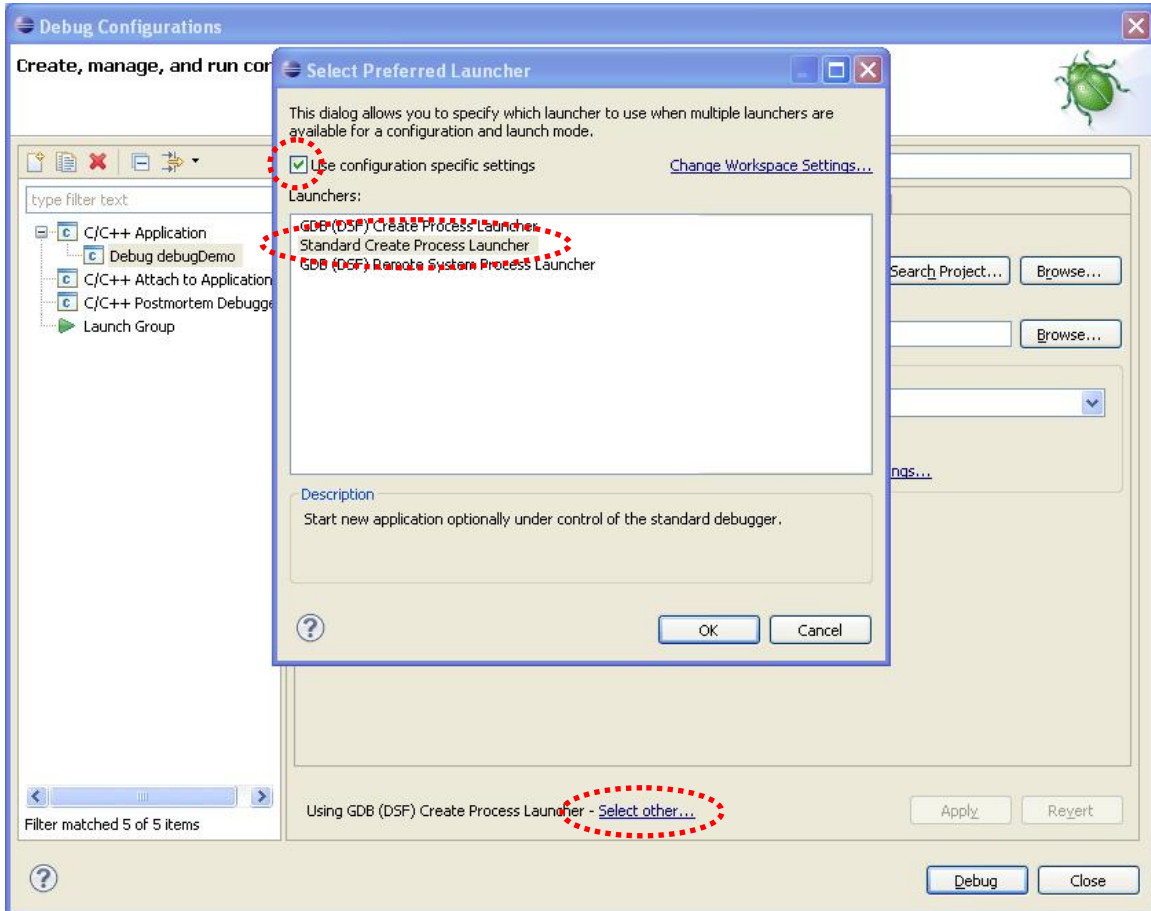 Debug Configurations
Create, manage, and run con
Select Preferred Launcher
This dialog allows you to specify which launcher to use when multiple launchers are
available for a configuration and launch mode.
Use configuration specific settings
Change Workspace Settings...
Launchers:
GDB (DSF) Create Process Launcher
Standard Create Process Launcher
GDB (DSF) Remote System Process Launcher
Description
Start new application optionally under control of the standard debugger.
OK
Cancel
type filter text
C/C++ Application
Debug debugDemo
C/C++ Attach to Application
C/C++ Postmortem Debugge
Launch Group
Search Project...
Browse...
Browse...
ngs...
Using GDB (DSF) Create Process Launcher - Select other...
Apply
Revert
Filter matched 5 of 5 items
Debug
Close